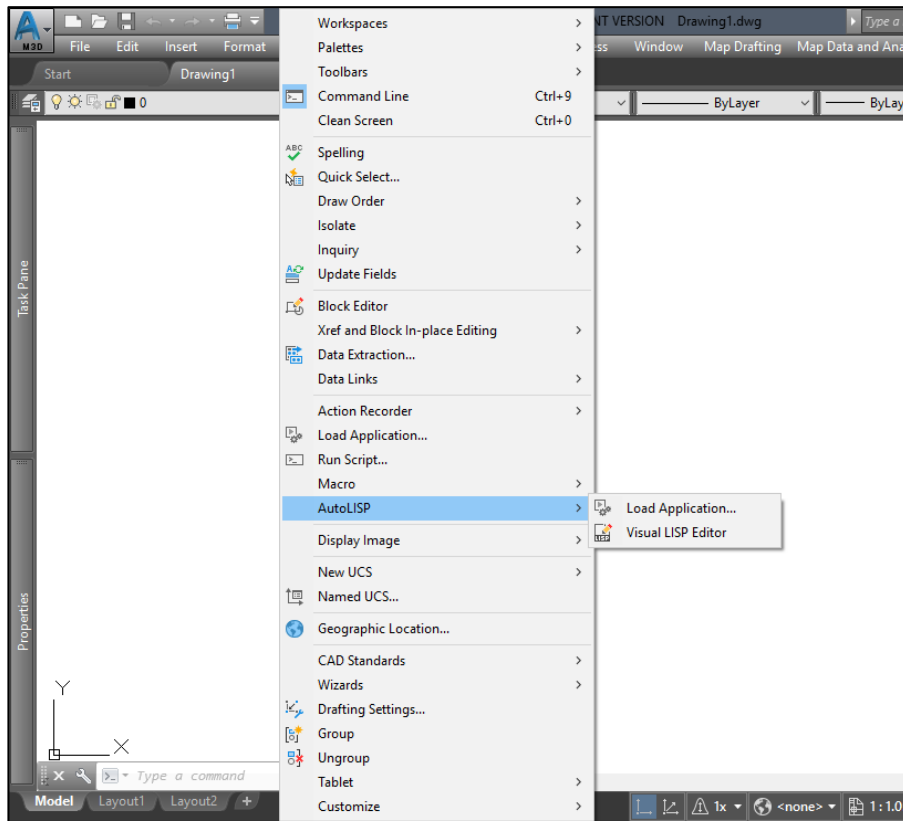 NT VERSION Drawing1.dwg Type a
M3D File Edit Insert Format ss Window Map Drafting Map Data and Ana
Start Drawing1
0 ByLayer ByLay
Workspaces
Palettes
Toolbars
Command Line Ctrl+9
Clean Screen Ctrl+0
ABC Spelling
Quick Select...
Draw Order
Isolate
Inquiry
Update Fields
Block Editor
Xref and Block In-place Editing
Data Extraction...
Data Links
Action Recorder
Load Application...
Run Script...
Macro
AutoLISP
Load Application...
Visual LISP Editor
Display Image
New UCS
Named UCS...
Geographic Location...
CAD Standards
Wizards
Drafting Settings...
Group
Ungroup
Tablet
Customize
Task Pane
Properties
Y
X
Type a command
Model Layout1 Layout2 +
1x <none> 1:1.0